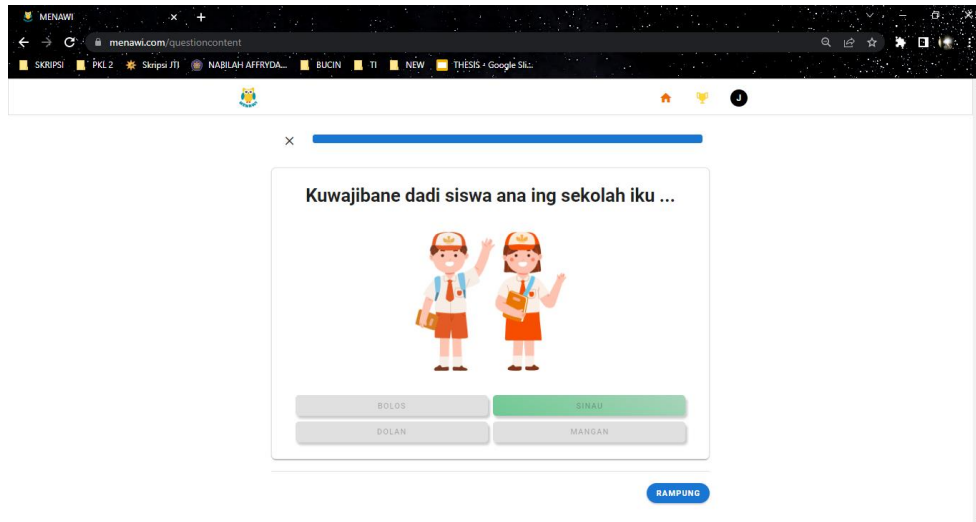 MENAWI
menawi.com/questioncontent
SKRIPSI PKL 2 Skripsi JTI NABILAH AFFRYDA... BUCIN TI NEW THESIS - Google Sli...
MENAWI
J
Kuwajibane dadi siswa ana ing sekolah iku ...
BOLOS SINAU
DOLAN MANGAN
RAMPUNG